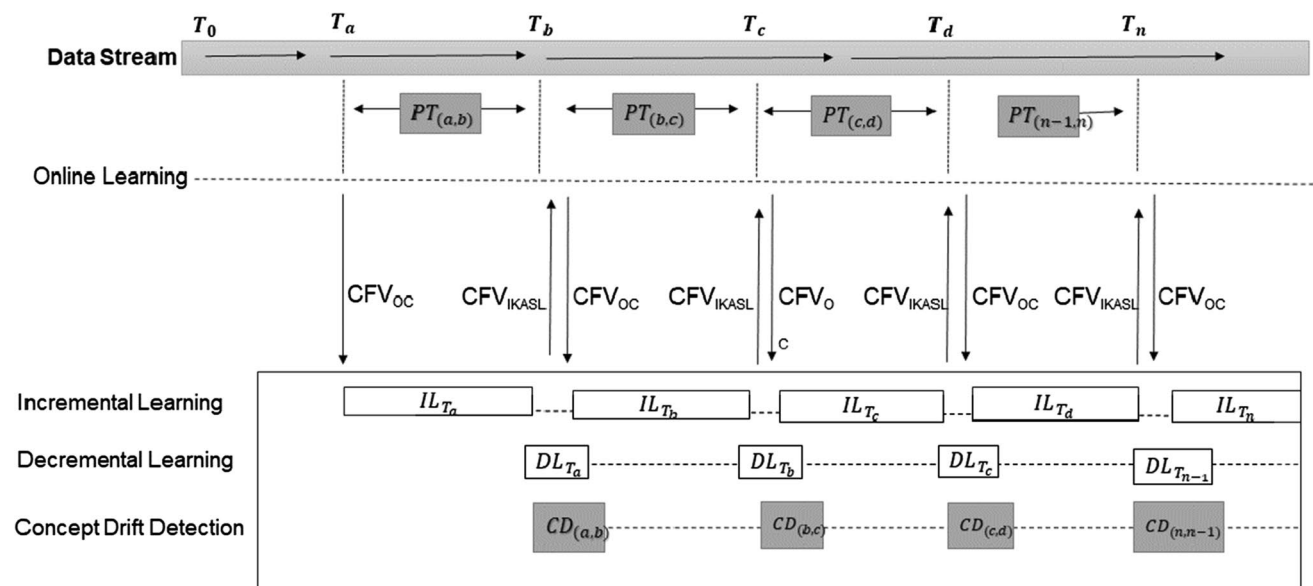 T0 Ta Tb Tc Td Tn
Data Stream
PT(a,b) PT(b,c) PT(c,d) PT(n−1,n)
Online Learning
CFVOC CFVIKASL CFVOC CFVIKASL CFVO CFVIKASL CFVOC CFVIKASL CFVOC
C
Incremental Learning ILTa ILTb ILTc ILTd ILTn
Decremental Learning DLTa DLTb DLTc DLTn−1
Concept Drift Detection CD(a,b) CD(b,c) CD(c,d) CD(n,n−1)